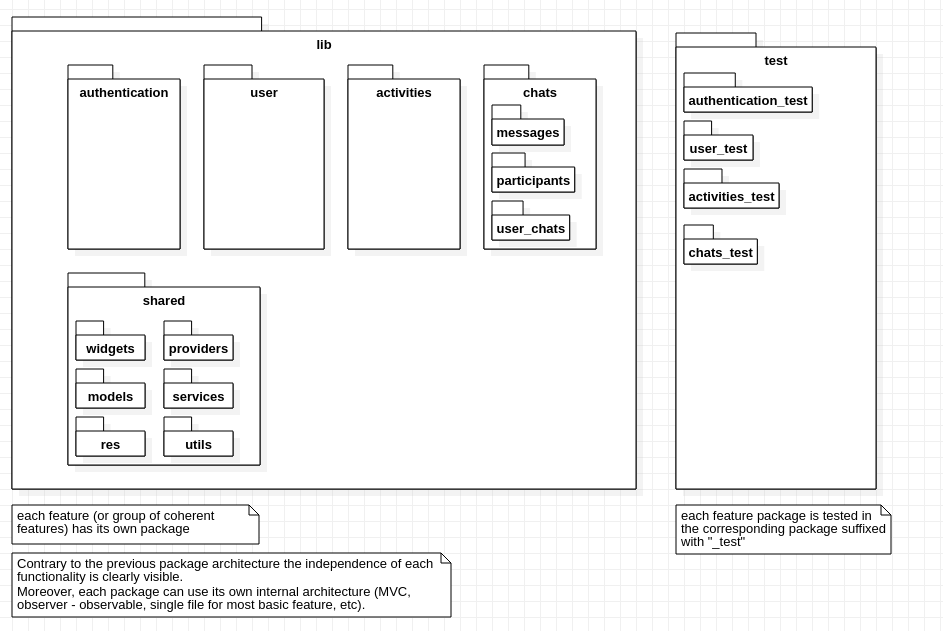 lib
authentication
user
activities
chats
messages
participants
user_chats
shared
widgets
providers
models
services
res
utils
each feature (or group of coherent
features) has its own package
Contrary to the previous package architecture the independence of each
functionality is clearly visible.
Moreover, each package can use its own internal architecture (MVC,
observer - observable, single file for most basic feature, etc).
test
authentication_test
user_test
activities_test
chats_test
each feature package is tested in
the corresponding package suffixed
with "_test"